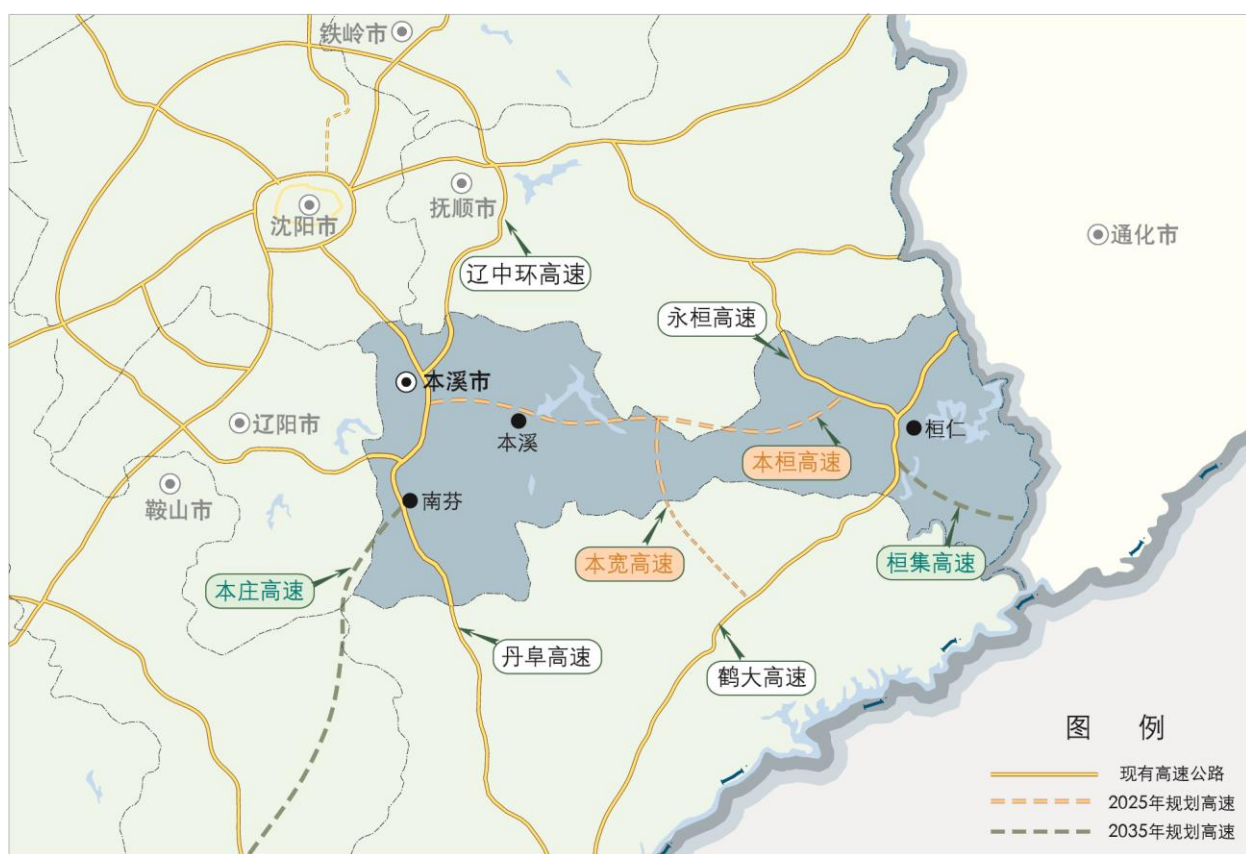 鉄岭市
抚顺市
沈阳市
通化市
辽中环高速
永桓高速
本溪市
辽阳市
本溪
桓仁
本桓高速
鞍山市
南芬
本宽高速
桓集高速
本庄高速
丹阜高速
鹤大高速
图 例
现有高速公路
2025年规划高速
2035年规划高速